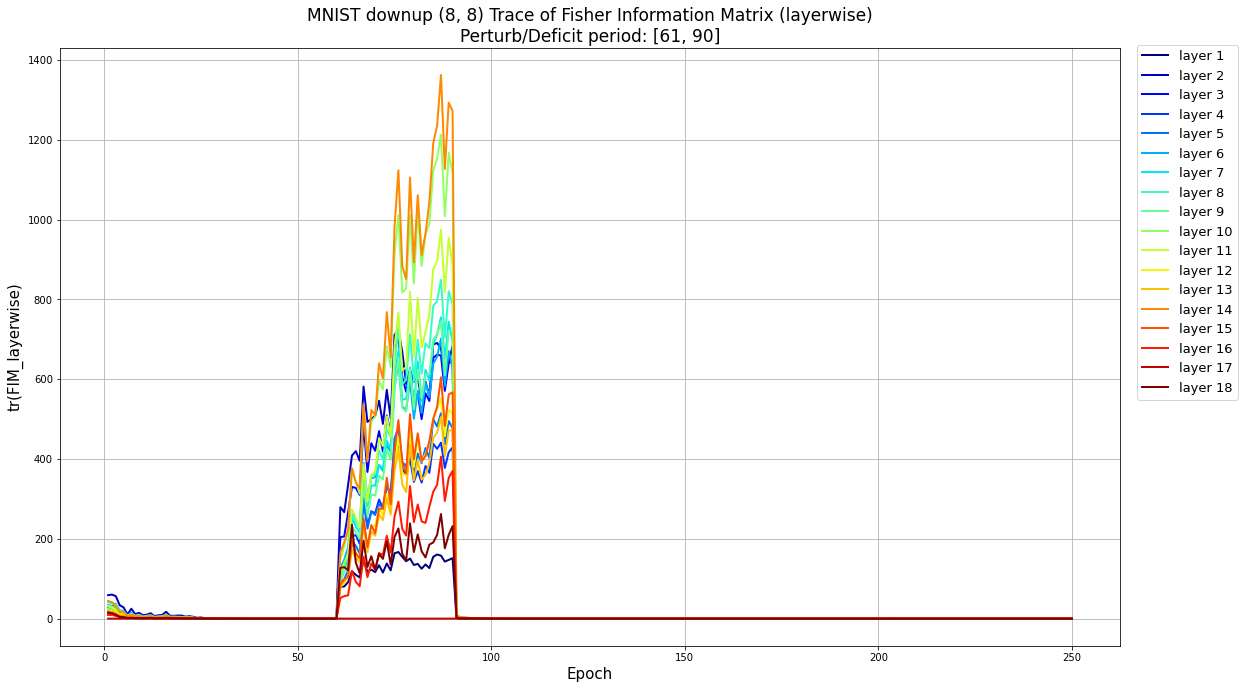 MNIST downup (8, 8) Trace of Fisher Information Matrix (layerwise)
Perturb/Deficit period: [61, 90]
tr(FIM_layerwise)
1400
1200
1000
800
600
400
200
0
0
50
100
150
200
250
Epoch
layer 1
layer 2
layer 3
layer 4
layer 5
layer 6
layer 7
layer 8
layer 9
layer 10
layer 11
layer 12
layer 13
layer 14
layer 15
layer 16
layer 17
layer 18